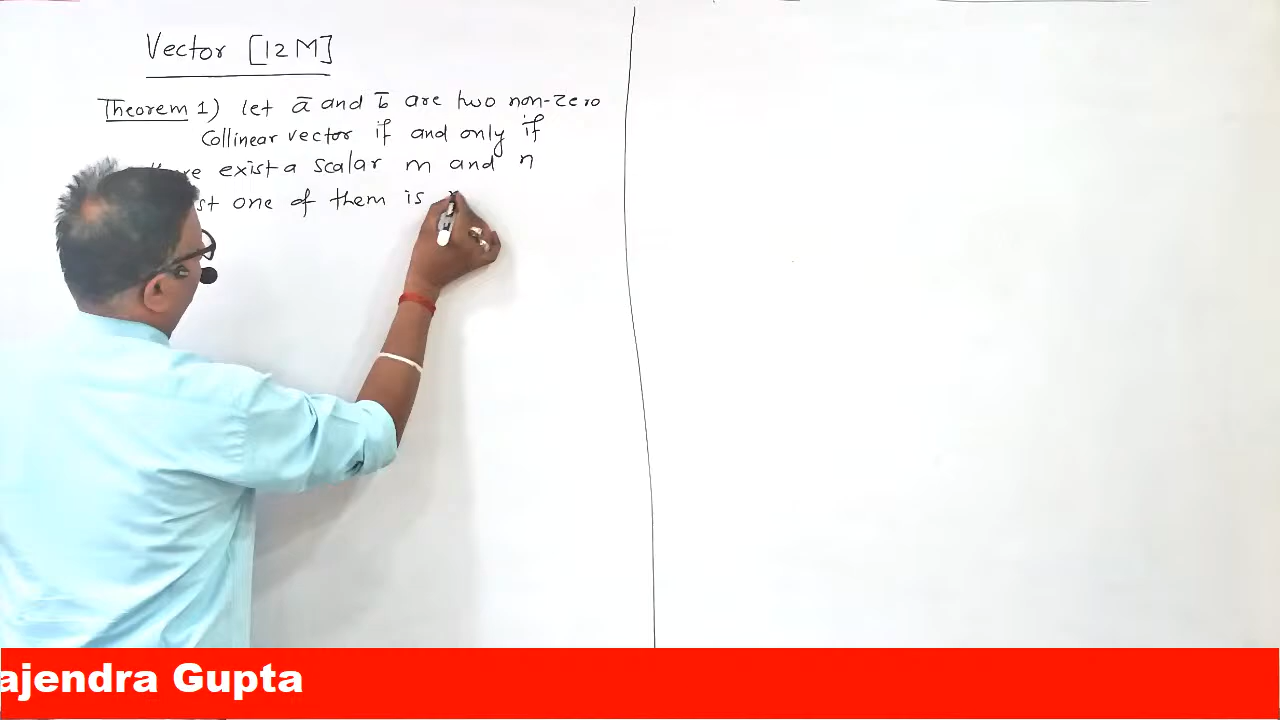 Vector [12 M]
Theorem 1) let a̅ and b̅ are two non-zero
Collinear vector if and only if
exist a scalar m and n
one of them is
ajendra Gupta